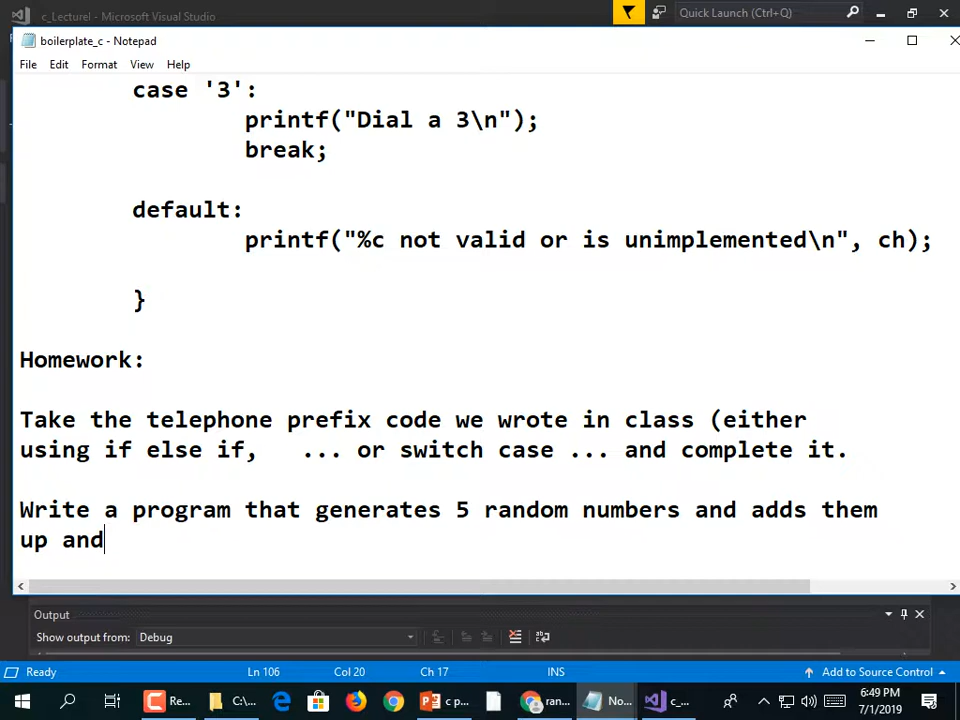 c_Lecture1 - Microsoft Visual Studio
Quick Launch (Ctrl+Q)
boilerplate_c - Notepad
File Edit Format View Help
case '3':
printf("Dial a 3\n");
break;
default:
printf("%c not valid or is unimplemented\n", ch);
}
Homework:
Take the telephone prefix code we wrote in class (either
using if else if, ... or switch case ... and complete it.
Write a program that generates 5 random numbers and adds them
up and
Output
Show output from: Debug
Ready Ln 106 Col 20 Ch 17 INS Add to Source Control
Re... C:\... c p... ran... No... c_...
6:49 PM
7/1/2019